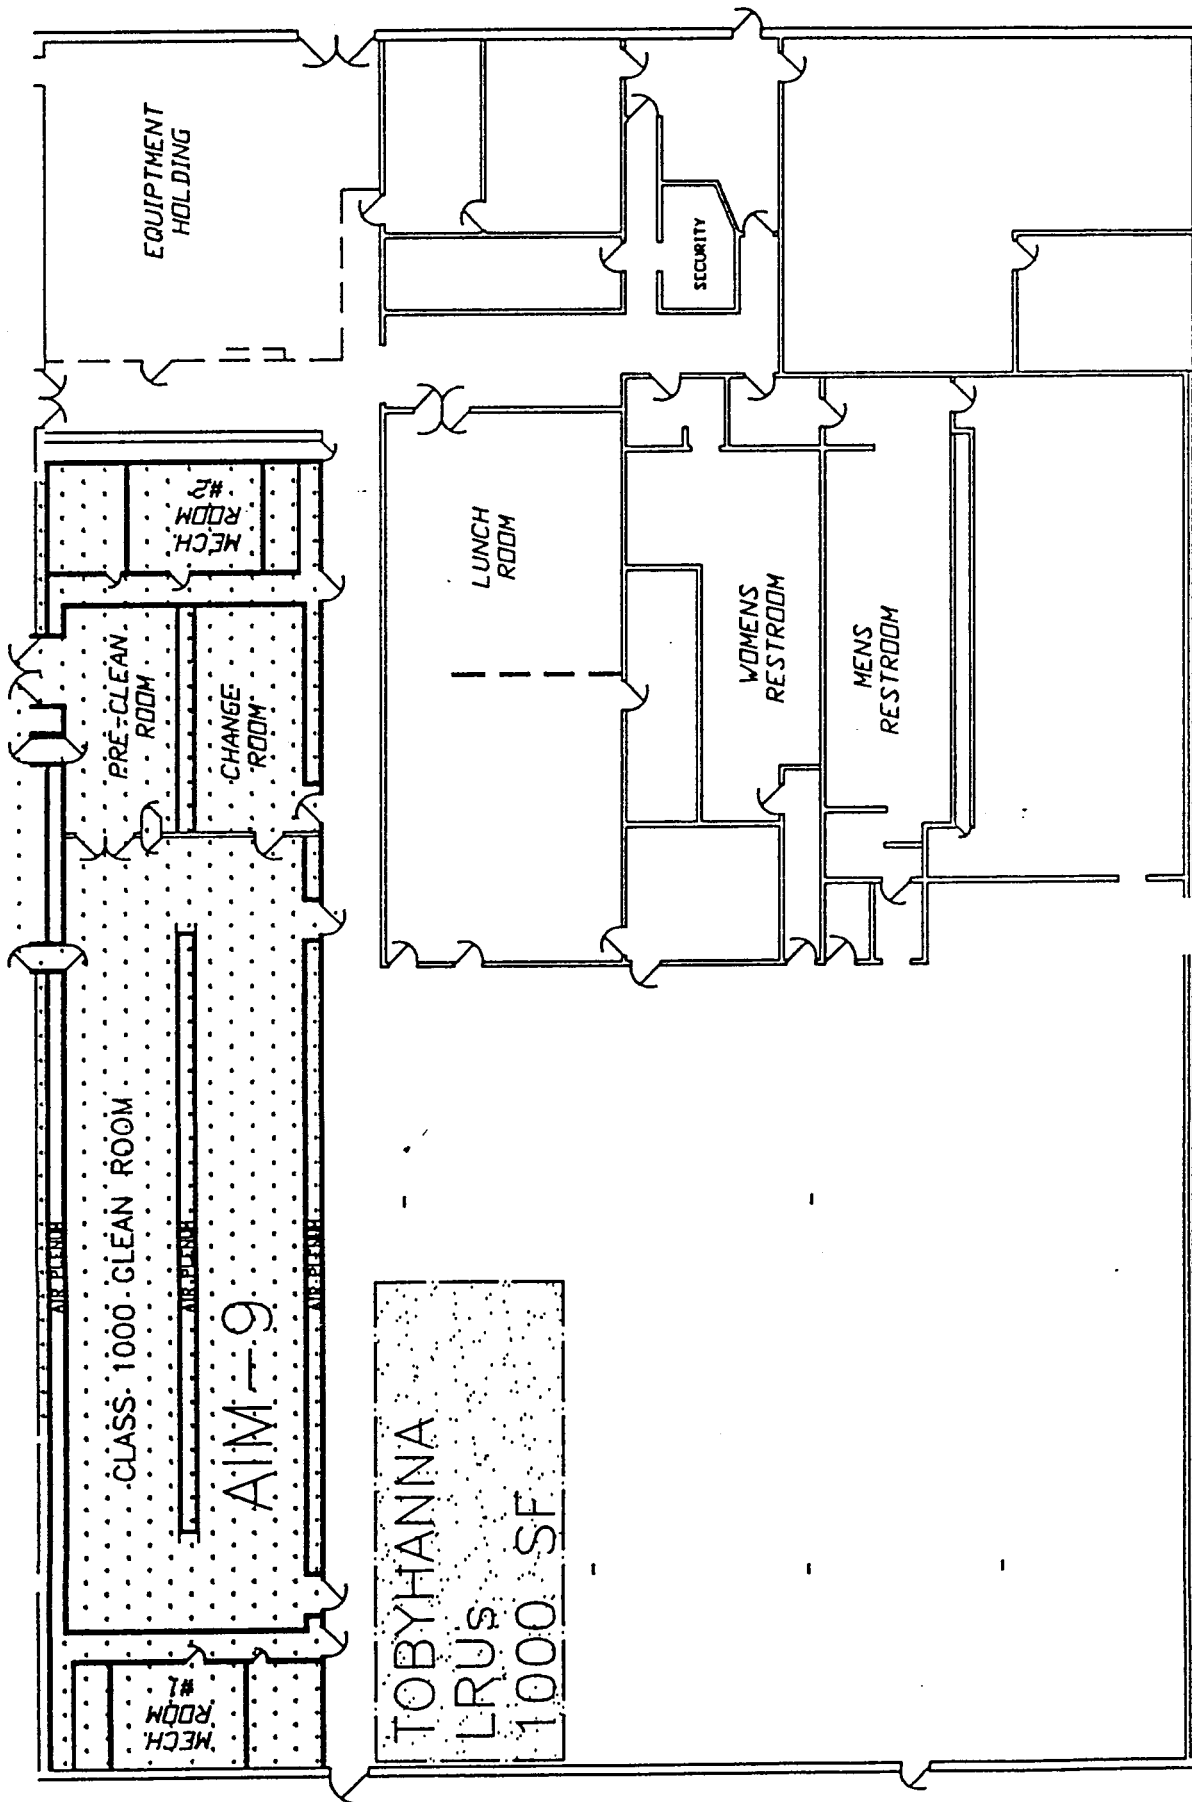 EQUIPTMENT
HOLDING
SECURITY
MECH.
ROOM
#2
LUNCH
ROOM
PRE-CLEAN
ROOM
CHANGE
ROOM
WOMENS
RESTROOM
MENS
RESTROOM
AIR PLENUM
CLASS 1000 CLEAN ROOM
AIR PLENUM
AIM-9
AIR PLENUM
TOBYHANNA
LRUS
1000 SF
MECH.
ROOM
#1